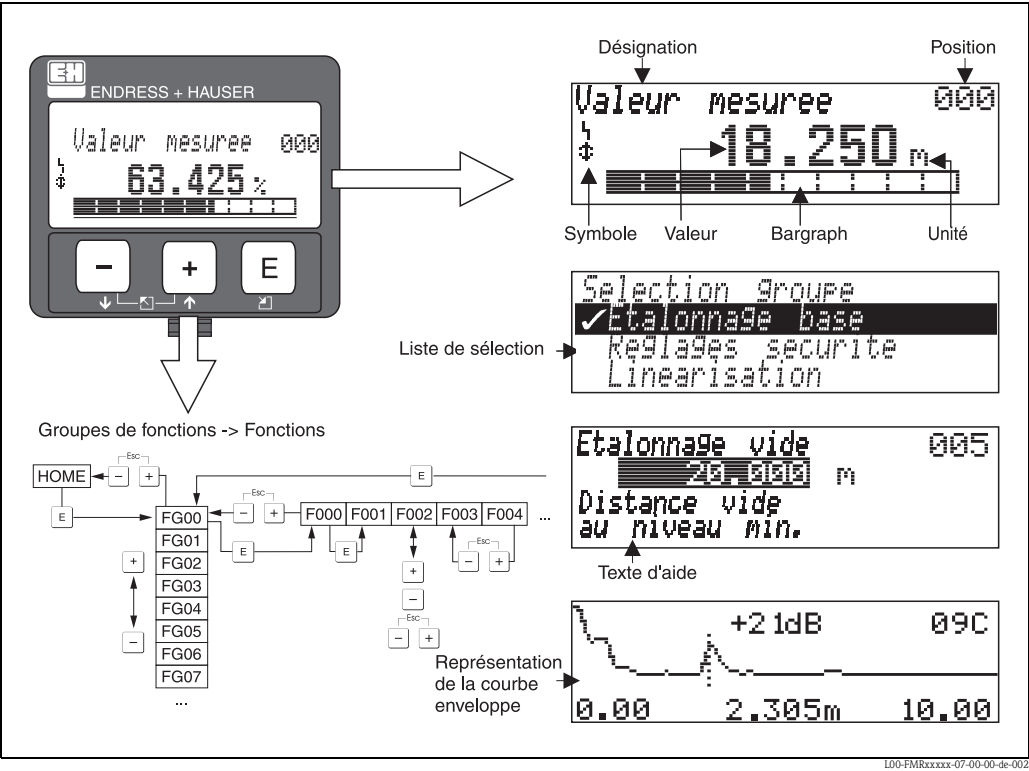 ENDRESS + HAUSER
Valeur mesuree 000
63.425 %
- + E
Désignation Position
Valeur mesuree 000
18.250 m
Symbole Valeur Bargraph Unité
Selection groupe
✓Etalonnage base
Reglages securite
Linearisation
Liste de sélection
Groupes de fonctions -> Fonctions
HOME
Esc
- +
E
E
FG00
FG01
FG02
FG03
FG04
FG05
FG06
FG07
...
+
-
Esc
- +
E
F000 F001 F002 F003 F004 ...
E
+
-
Esc
- +
Esc
- +
Etalonnage vide 005
20.000 m
Distance vide
au niveau min.
Texte d'aide
+21dB 09C
0.00 2.305m 10.00
Représentation
de la courbe
enveloppe
L00-FMRxxxxx-07-00-00-de-002